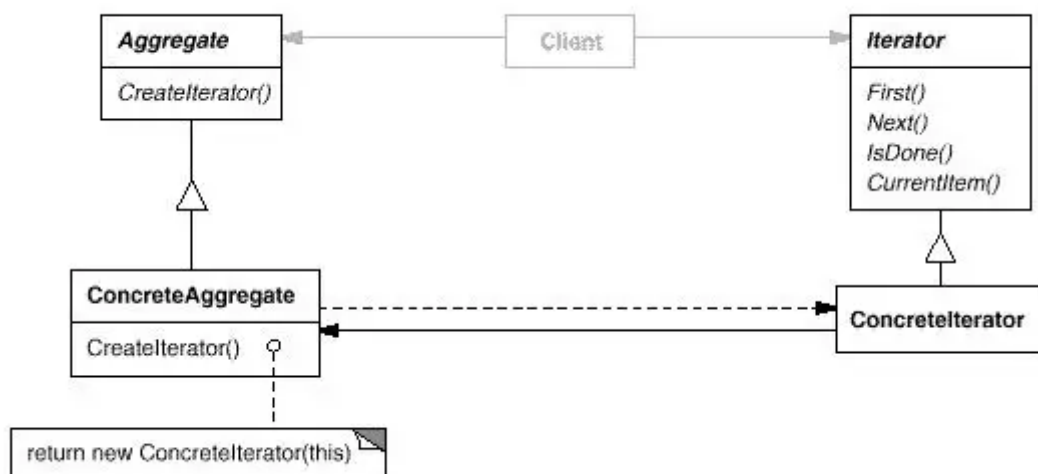 Aggregate
CreateIterator()
Client
Iterator
First()
Next()
IsDone()
CurrentItem()
ConcreteAggregate
CreateIterator()
ConcreteIterator
return new ConcreteIterator(this)